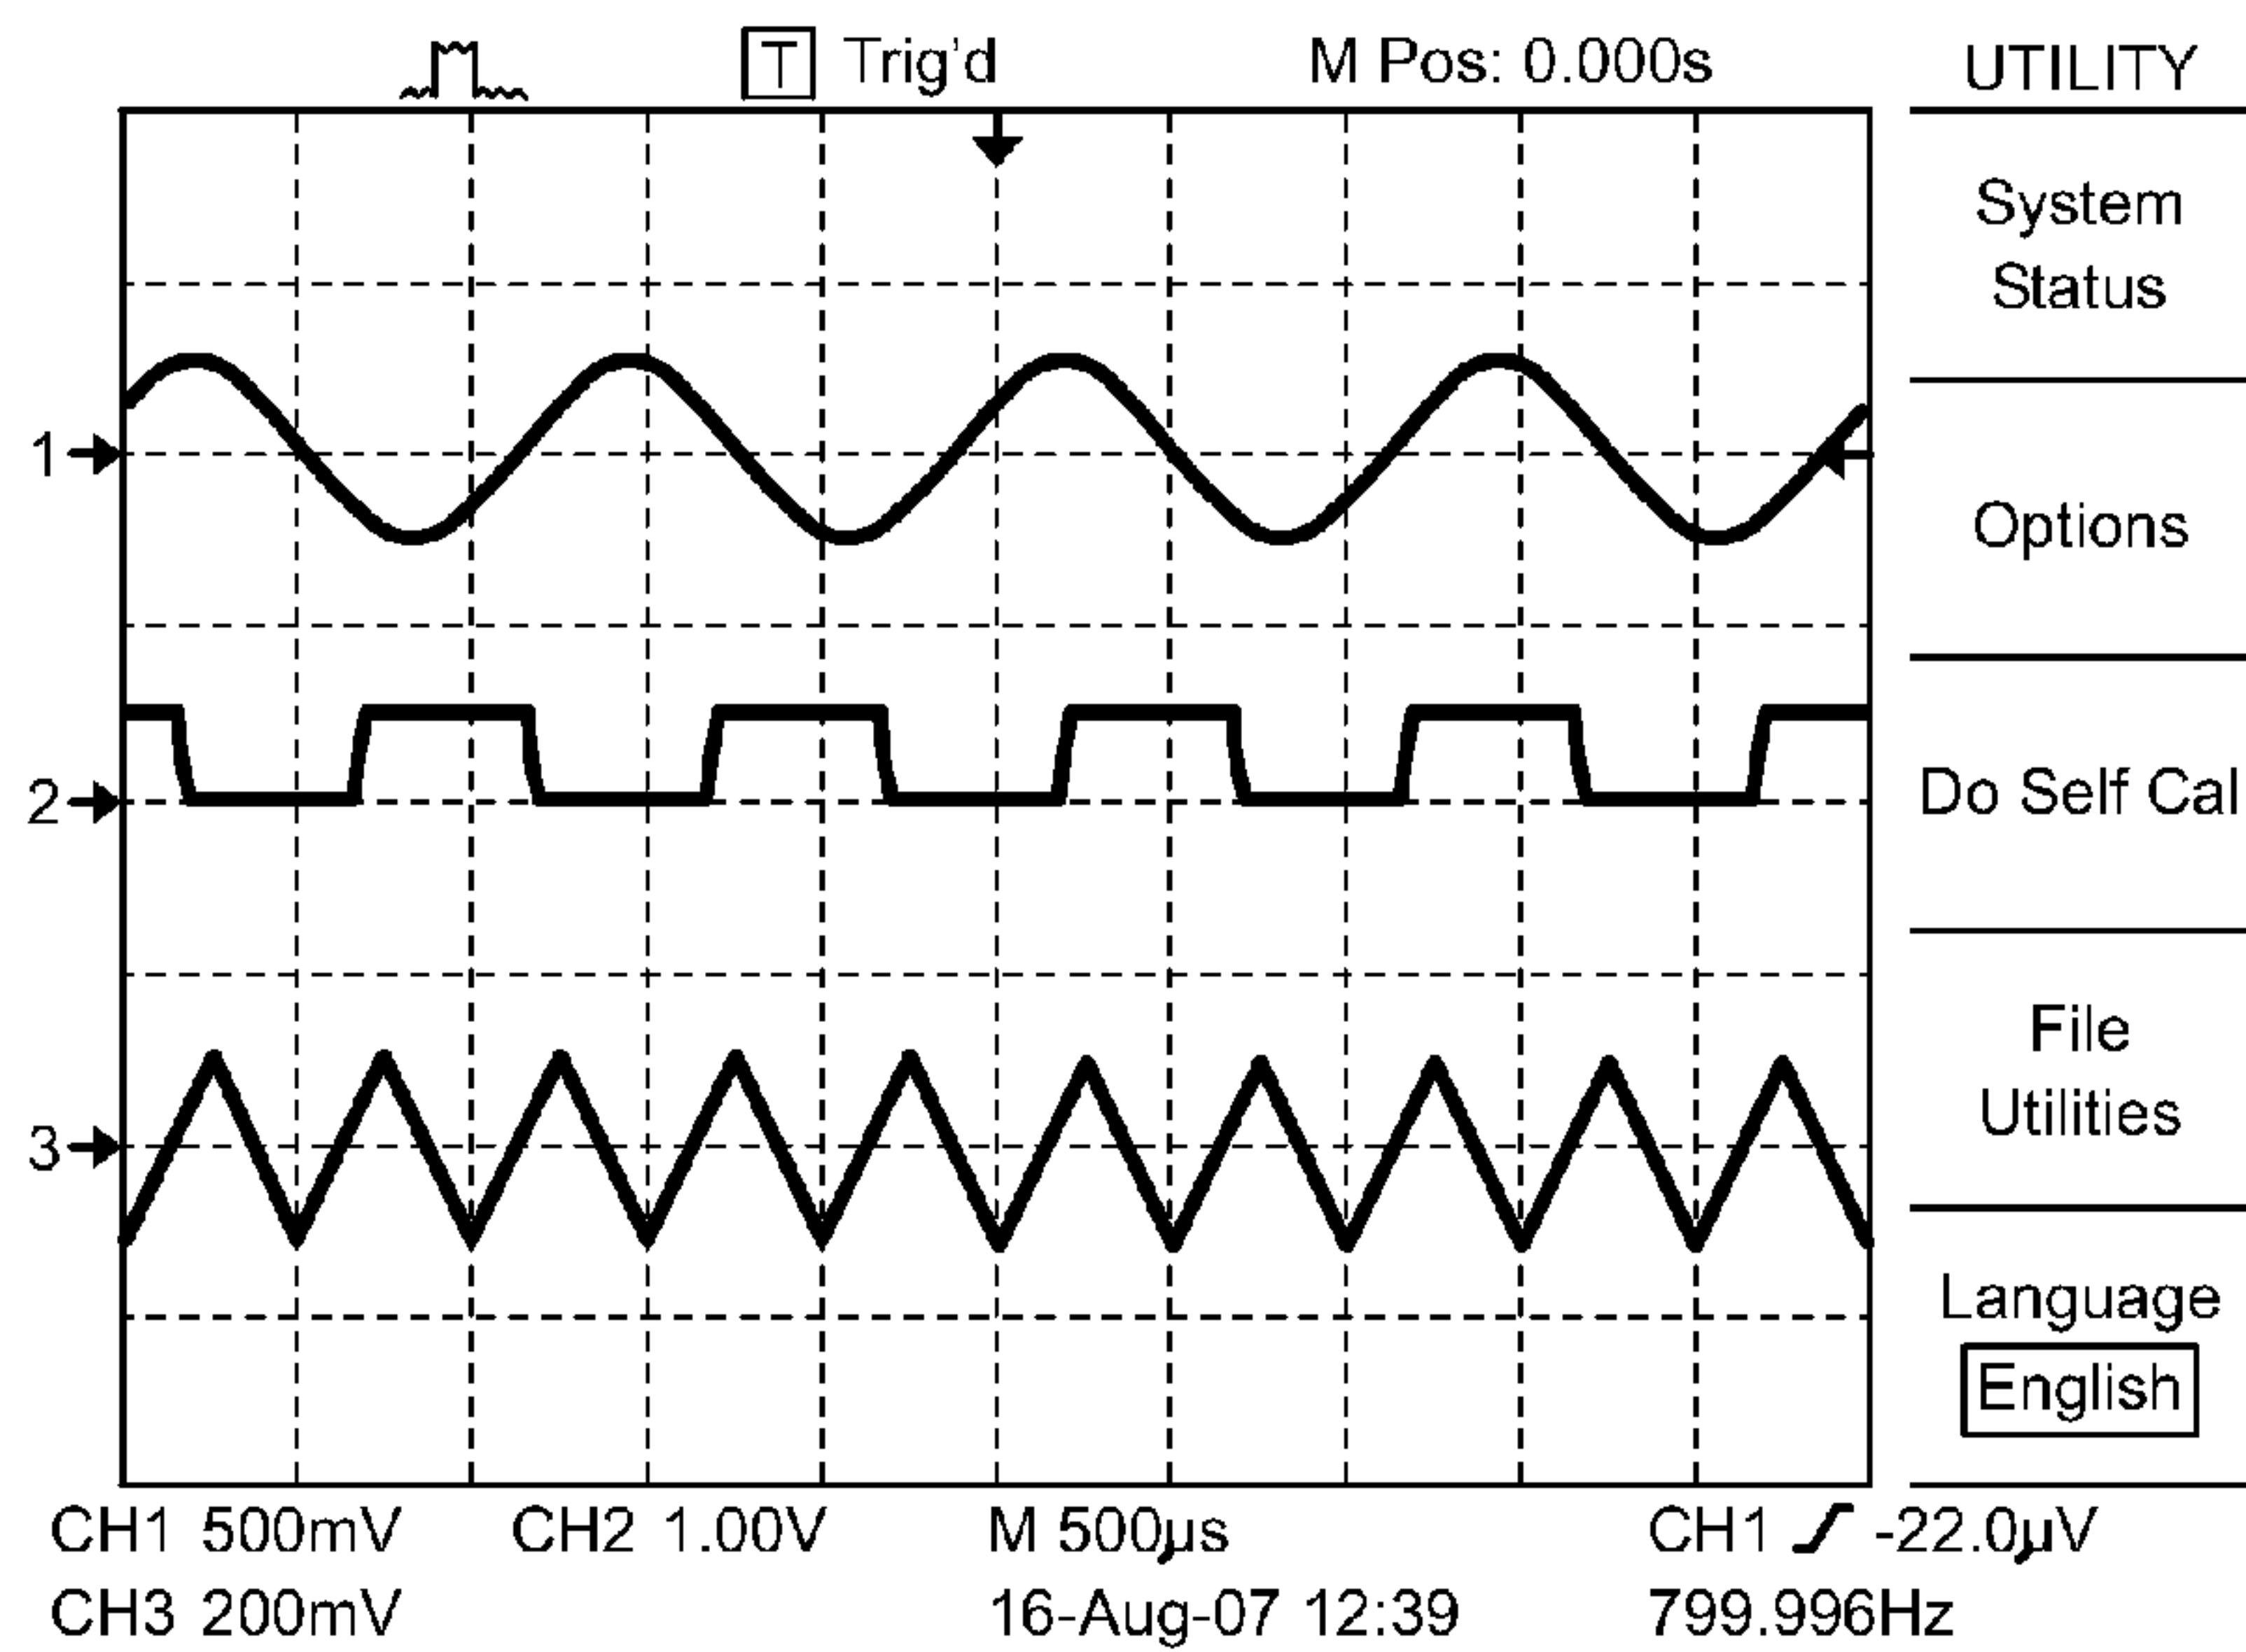 T Trig'd M Pos: 0.000s UTILITY
System
Status
1
Options
2
Do Self Cal
3
File
Utilities
Language
English
CH1 500mV CH2 1.00V M 500µs CH1 -22.0µV
CH3 200mV 16-Aug-07 12:39 799.996Hz